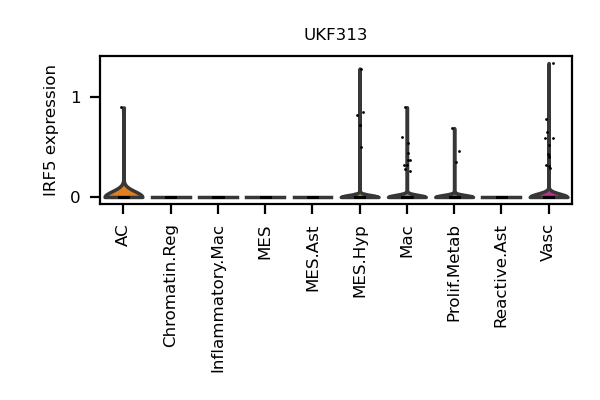 UKF313
IRF5 expression
1
0
AC
Chromatin.Reg
Inflammatory.Mac
MES
MES.Ast
MES.Hyp
Mac
Prolif.Metab
Reactive.Ast
Vasc